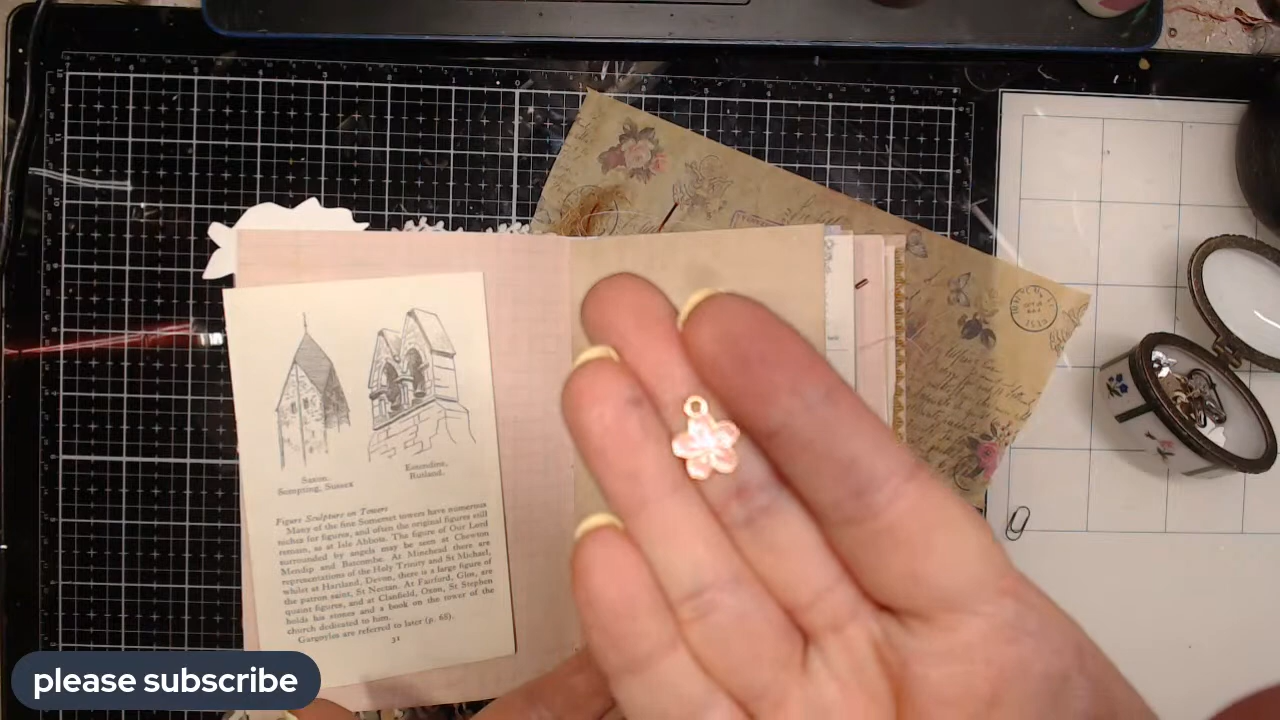 Saxon.
Sompting, Sussex
Essendine,
Rutland.
Figure Sculpture on Towers
Many of the fine Somerset towers have numerous
niches for figures, and often the original figures still
remain, as at Isle Abbots. The figure of Our Lord
surrounded by angels may be seen at Chewton
Mendip and Batcombe. At Minehead there are
representations of the Holy Trinity and St Michael,
whilst at Hartland, Devon, there is a large figure of
the patron saint, St Nectan. At Fairford, Glos, are
quaint figures, and at Clanfield, Oxon, St Stephen
holds his stones and a book on the tower of the
church dedicated to him.
Gargoyles are referred to later (p. 65).
31
please subscribe